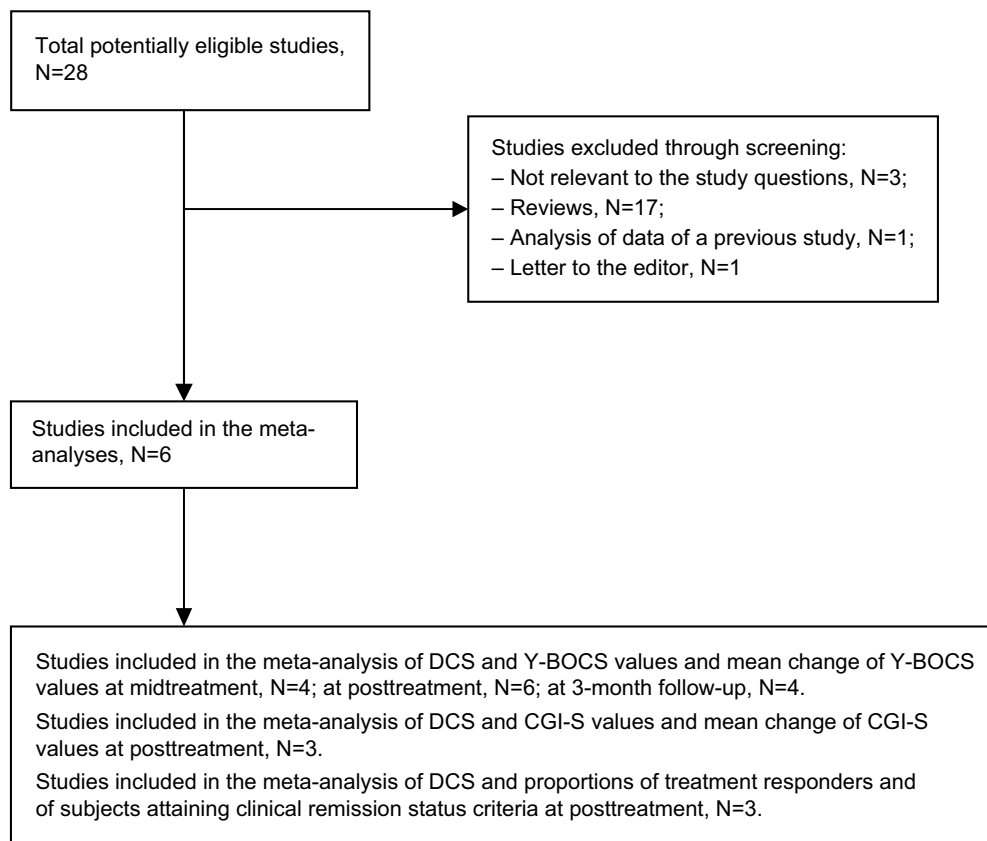 Total potentially eligible studies,
N=28
Studies excluded through screening:
– Not relevant to the study questions, N=3;
– Reviews, N=17;
– Analysis of data of a previous study, N=1;
– Letter to the editor, N=1
Studies included in the meta-
analyses, N=6
Studies included in the meta-analysis of DCS and Y-BOCS values and mean change of Y-BOCS
values at midtreatment, N=4; at posttreatment, N=6; at 3-month follow-up, N=4.
Studies included in the meta-analysis of DCS and CGI-S values and mean change of CGI-S
values at posttreatment, N=3.
Studies included in the meta-analysis of DCS and proportions of treatment responders and
of subjects attaining clinical remission status criteria at posttreatment, N=3.